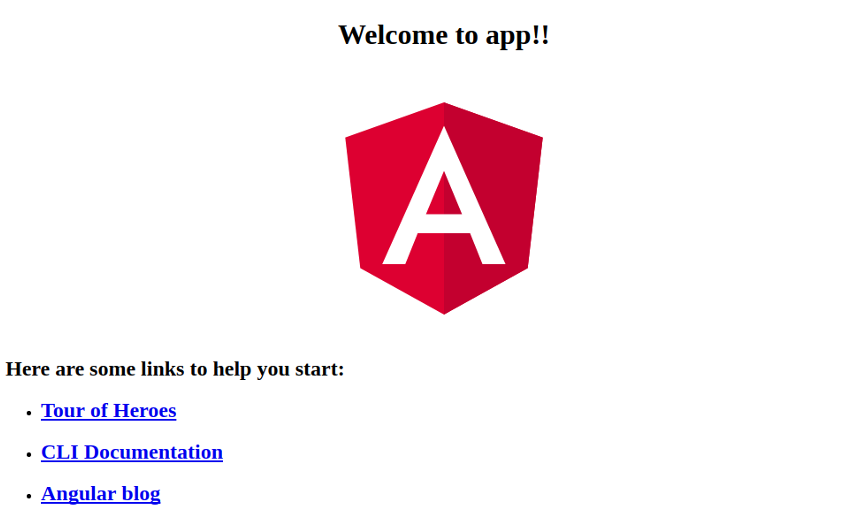 Welcome to app!!
A
Here are some links to help you start:
Tour of Heroes
CLI Documentation
Angular blog